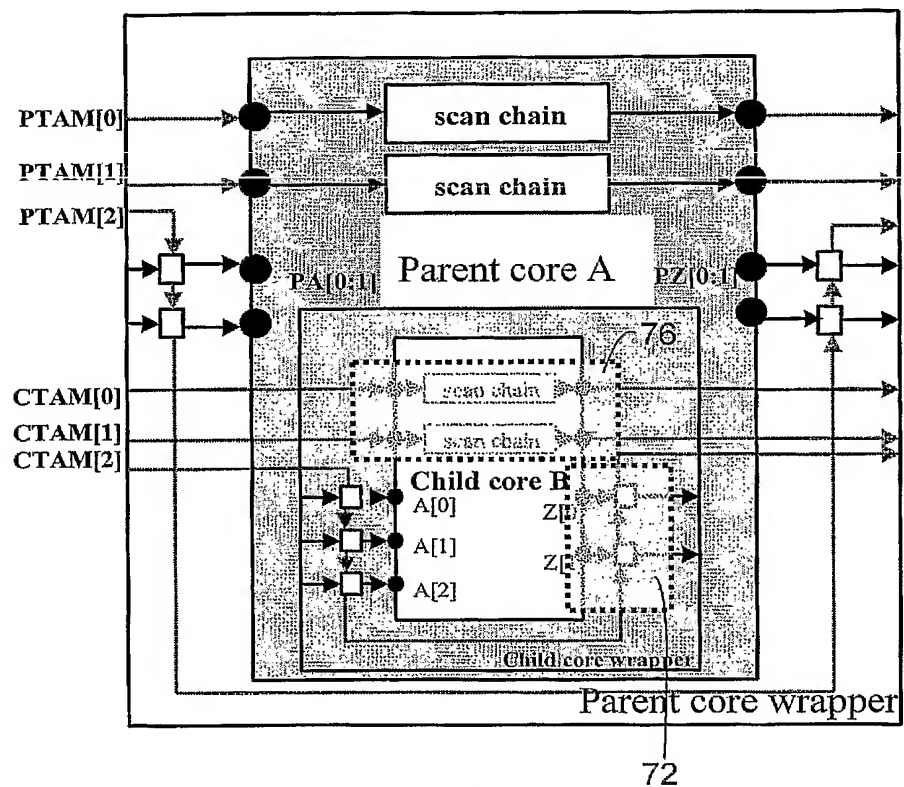 PTAM[0]
scan chain
PTAM[1]
scan chain
PTAM[2]
PA[0:1]
Parent core A
PZ[0:1]
76
CTAM[0]
scan chain
CTAM[1]
scan chain
CTAM[2]
Child core B
A[0]
A[1]
A[2]
Child core wrapper
Parent core wrapper
72